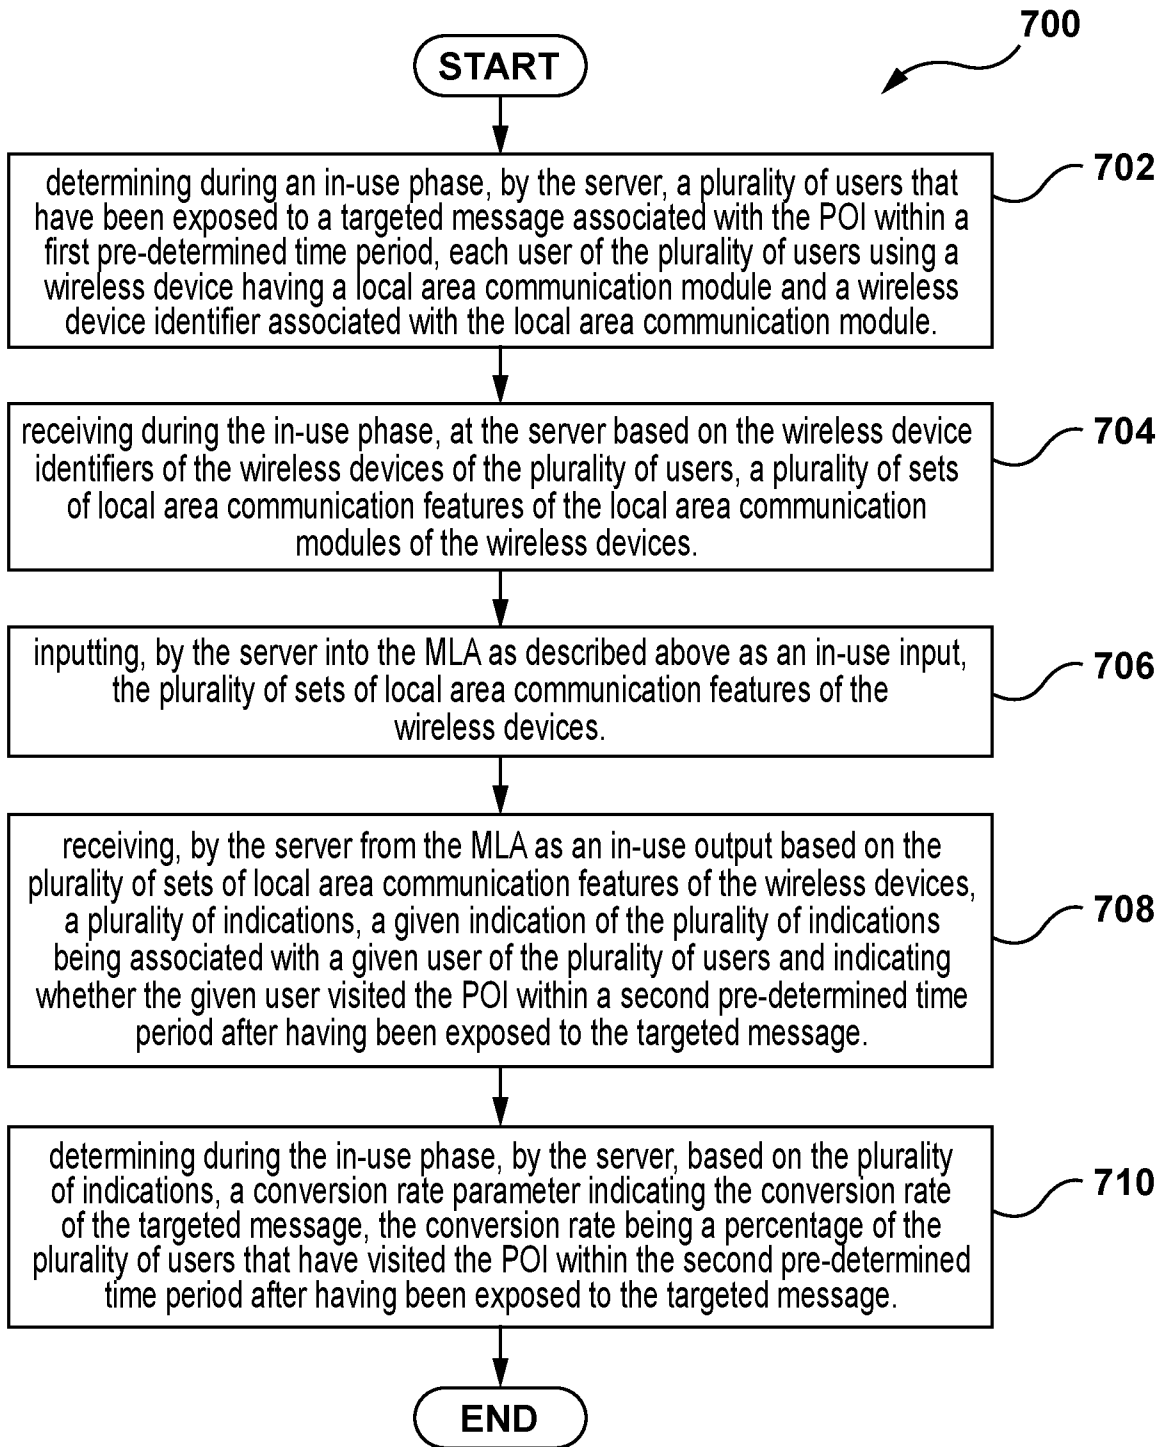 700
START
702
determining during an in-use phase, by the server, a plurality of users that
have been exposed to a targeted message associated with the POI within a
first pre-determined time period, each user of the plurality of users using a
wireless device having a local area communication module and a wireless
device identifier associated with the local area communication module.
704
receiving during the in-use phase, at the server based on the wireless device
identifiers of the wireless devices of the plurality of users, a plurality of sets
of local area communication features of the local area communication
modules of the wireless devices.
706
inputting, by the server into the MLA as described above as an in-use input,
the plurality of sets of local area communication features of the
wireless devices.
708
receiving, by the server from the MLA as an in-use output based on the
plurality of sets of local area communication features of the wireless devices,
a plurality of indications, a given indication of the plurality of indications
being associated with a given user of the plurality of users and indicating
whether the given user visited the POI within a second pre-determined time
period after having been exposed to the targeted message.
710
determining during the in-use phase, by the server, based on the plurality
of indications, a conversion rate parameter indicating the conversion rate
of the targeted message, the conversion rate being a percentage of the
plurality of users that have visited the POI within the second pre-determined
time period after having been exposed to the targeted message.
END